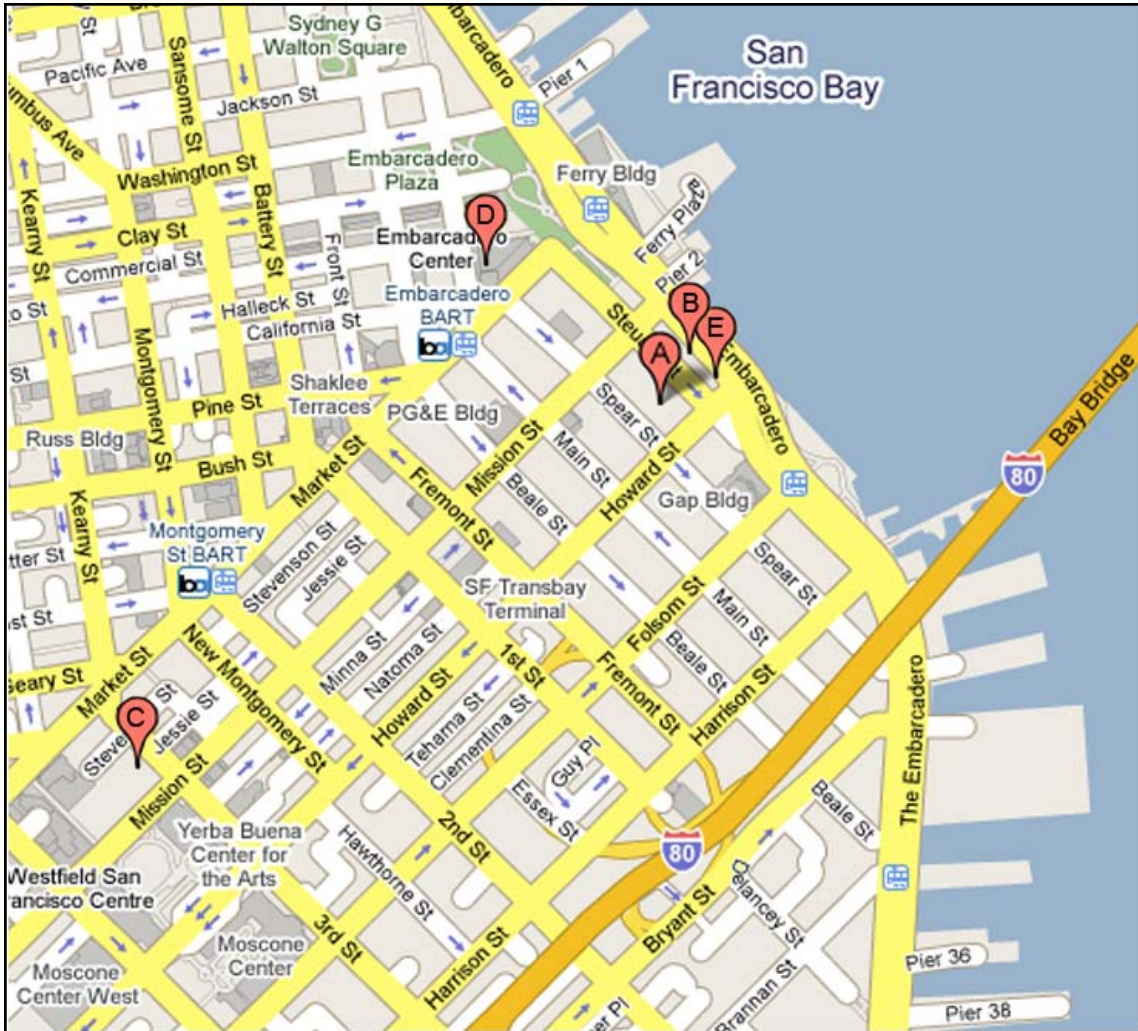 Sydney G
Walton Square
Embarcadero
Pacific Ave
Sansome St
Pier 1
San
Francisco Bay
Jackson St
Kearny St
Washington St
Battery St
Embarcadero
Plaza
Ferry Bldg
Ferry Plaza
D
Clay St
Embarcadero
Center
Commercial St
Front St
Pier 2
Halleck St
Embarcadero
BART
California St
B
E
A
Embarcadero
Montgomery St
St
Shaklee
Terraces
Pine St
PG&E Bldg
Spear St
Bay Bridge
Russ Bldg
Bush St
Market St
Mission St
Main St
Howard St
80
Fremont St
Beale St
Gap Bldg
Kearny St
Montgomery
St BART
Stevenson St
Jessie St
SF Transbay
Terminal
Spear St
Main St
Folsom St
Beale St
Minna St
Natoma St
1st St
Fremont St
Harrison St
Market St
New Montgomery St
Howard St
Tehama St
Clementina St
C
Jessie St
Guy Pl
Essex St
The Embarcadero
Beale St
Mission St
2nd St
80
Yerba Buena
Center for
the Arts
Hawthorne St
Delancey St
Westfield San
Bryant St
3rd St
Moscone
Center
Harrison St
Pier 36
Moscone
Center West
Brannan St
Pier 38